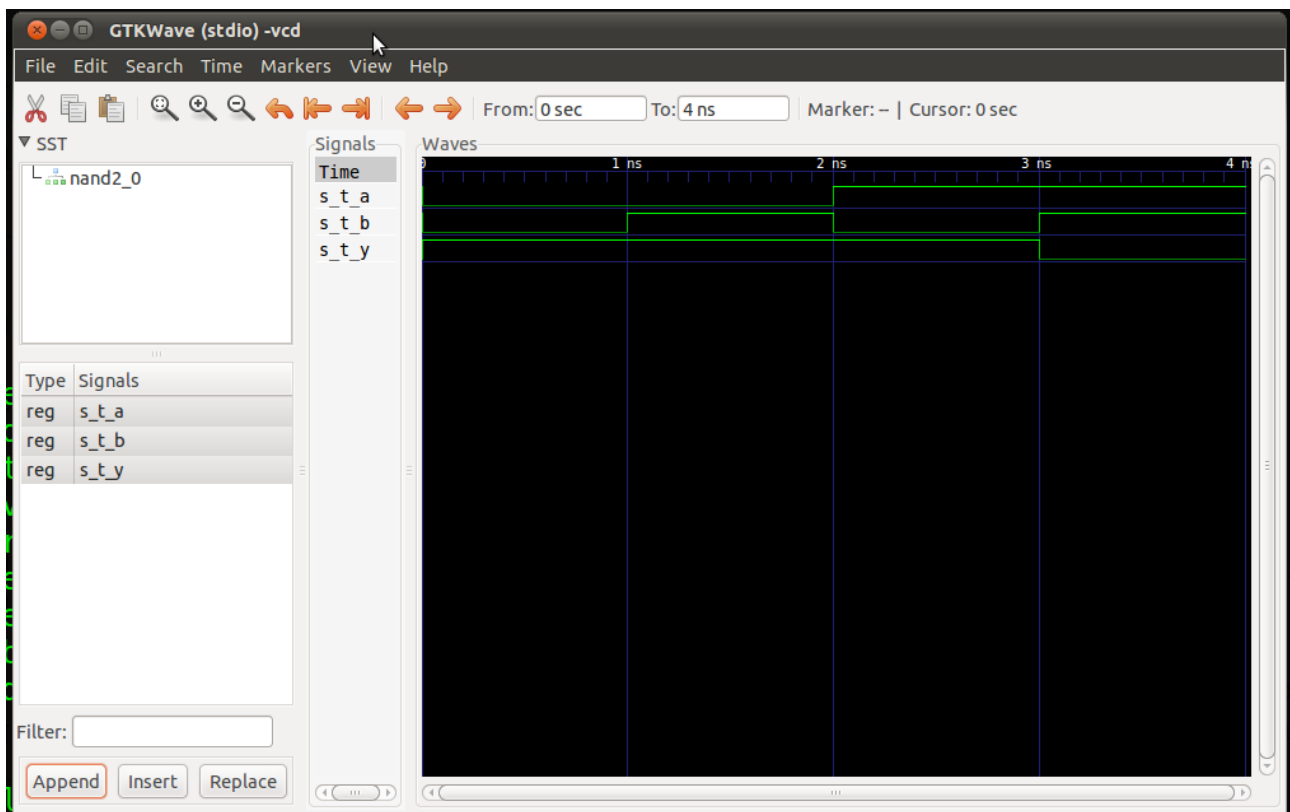 GTKWave (stdio) -vcd
File Edit Search Time Markers View Help
From: 0 sec To: 4 ns Marker: -- | Cursor: 0 sec
SST
nand2_0
Type Signals
reg s_t_a
reg s_t_b
reg s_t_y
Filter:
Append Insert Replace
Signals
Time
s_t_a
s_t_b
s_t_y
Waves
0 1 ns 2 ns 3 ns 4 n